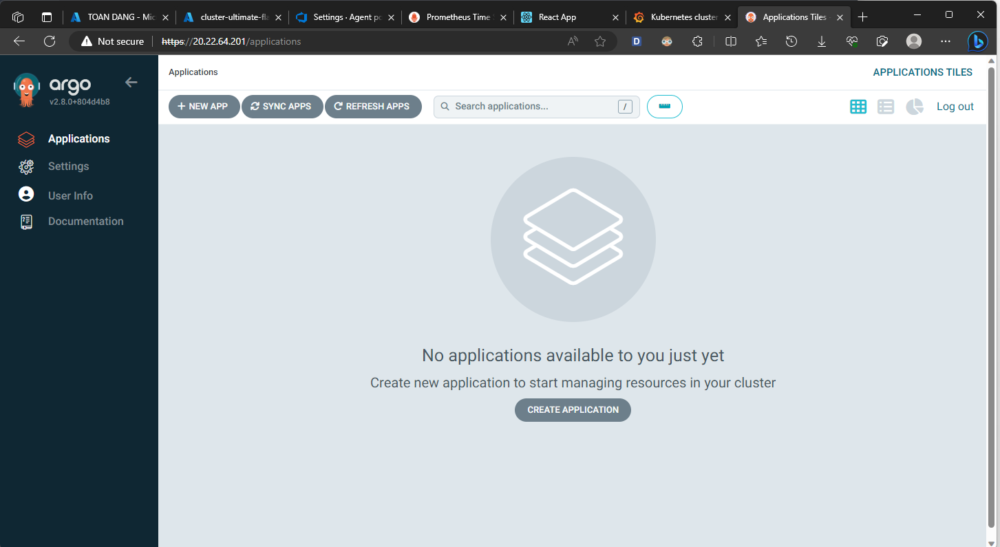 TOAN DANG - Mic
cluster-ultimate-fla
Settings · Agent po
Prometheus Time S
React App
Kubernetes cluster
Applications Tiles
Not secure
https://20.22.64.201/applications
argo
v2.8.0+804d4b8
Applications
Settings
User Info
Documentation
Applications
APPLICATIONS TILES
+ NEW APP
SYNC APPS
REFRESH APPS
Search applications...
/
Log out
No applications available to you just yet
Create new application to start managing resources in your cluster
CREATE APPLICATION